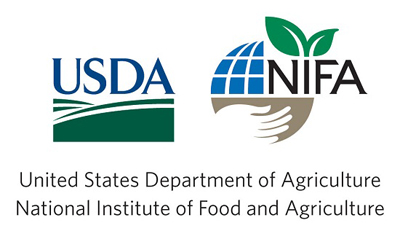 USDA
NIFA
United States Department of Agriculture
National Institute of Food and Agriculture